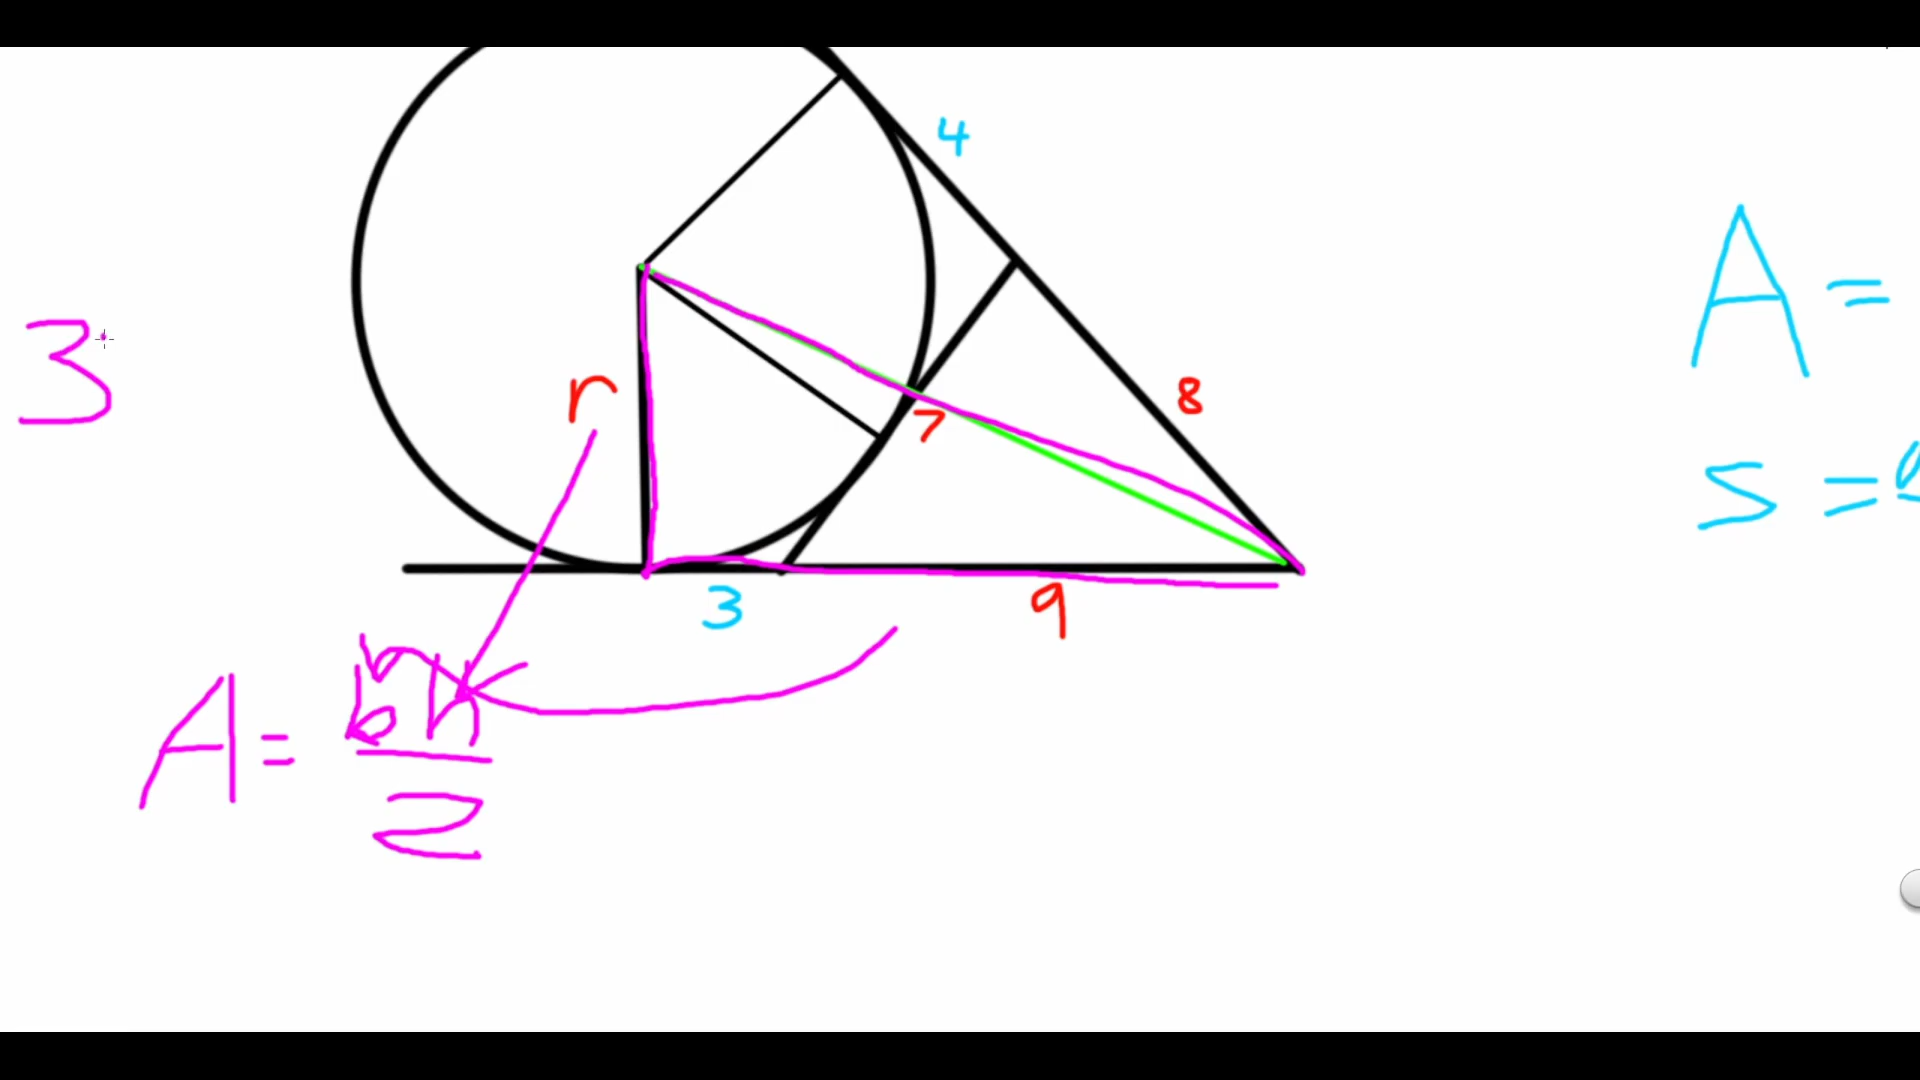 4
A =
3
r
8
7
s =
3
9
A = bh
2